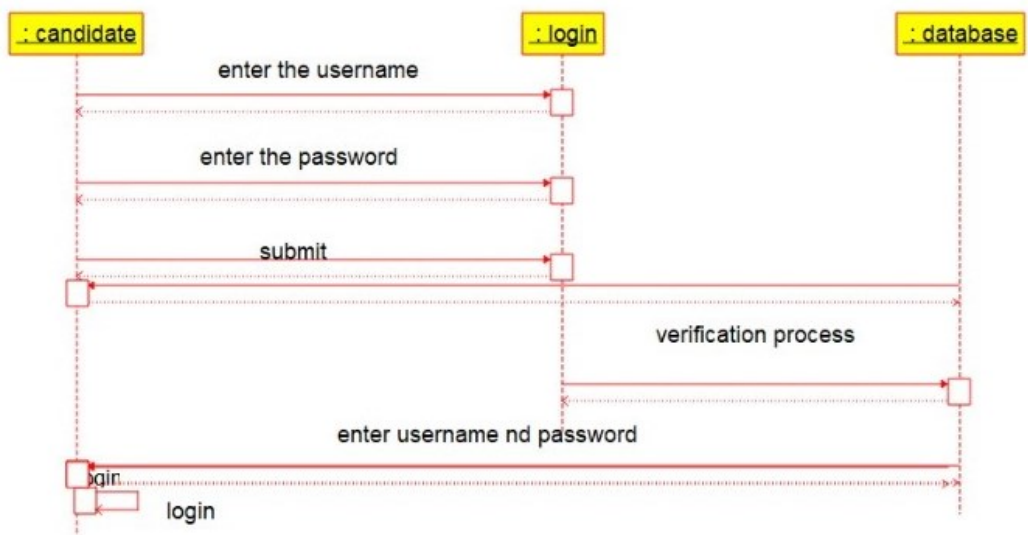 : candidate
: login
: database
enter the username
enter the password
submit
verification process
enter username nd password
login